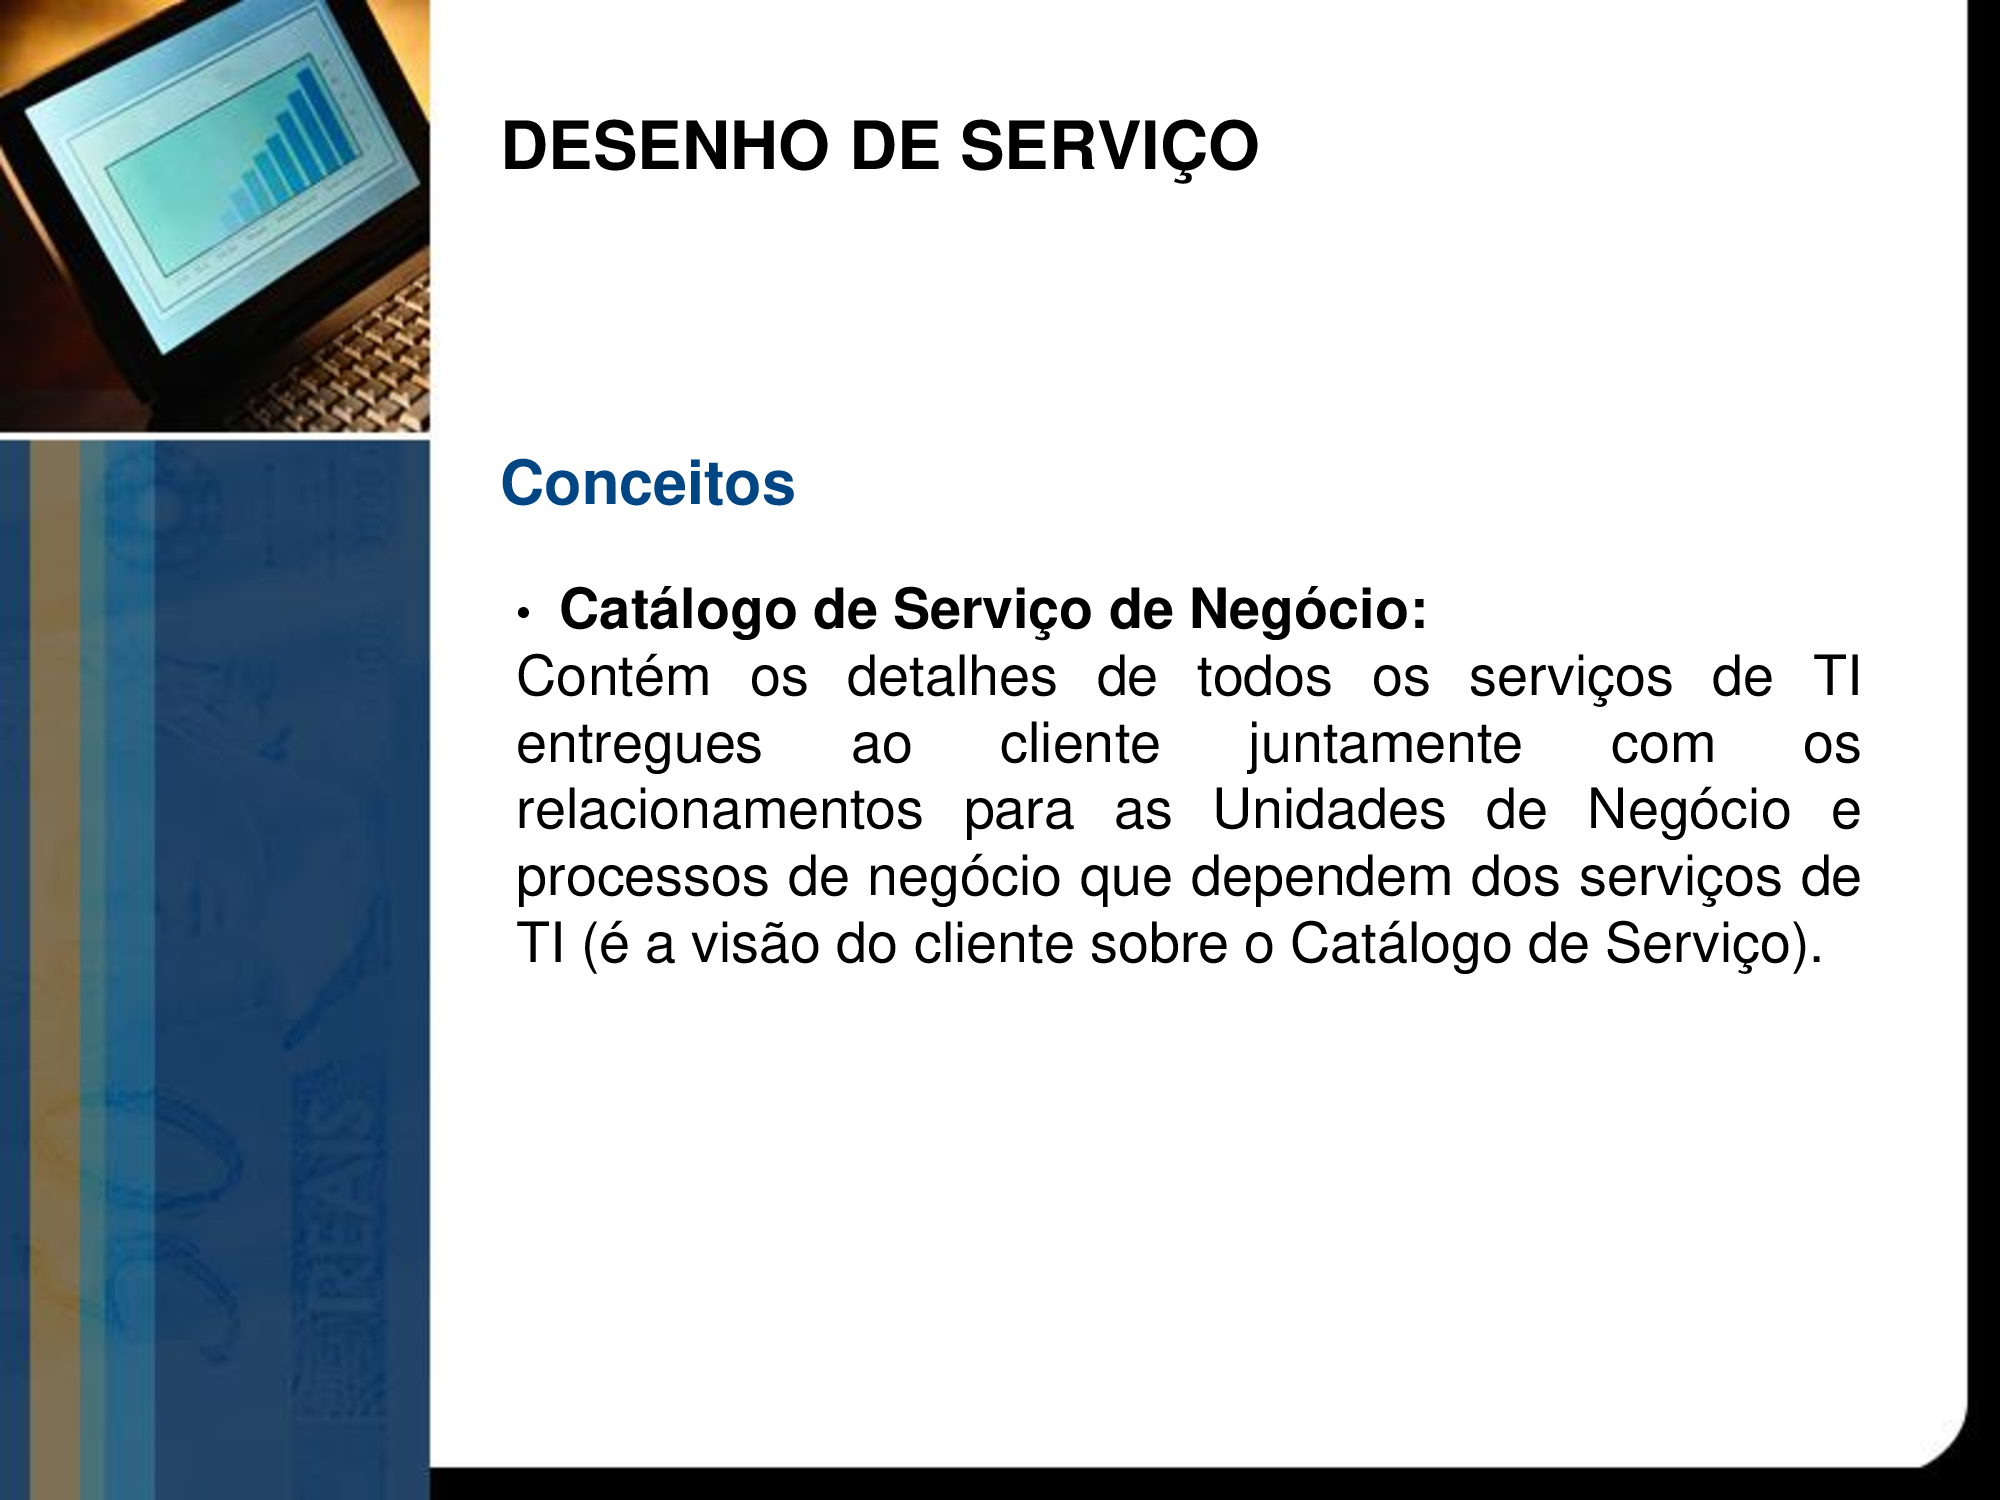 DESENHO DE SERVIÇO
Conceitos
• Catálogo de Serviço de Negócio:
Contém os detalhes de todos os serviços de TI
entregues ao cliente juntamente com os
relacionamentos para as Unidades de Negócio e
processos de negócio que dependem dos serviços de
TI (é a visão do cliente sobre o Catálogo de Serviço).
REAIS